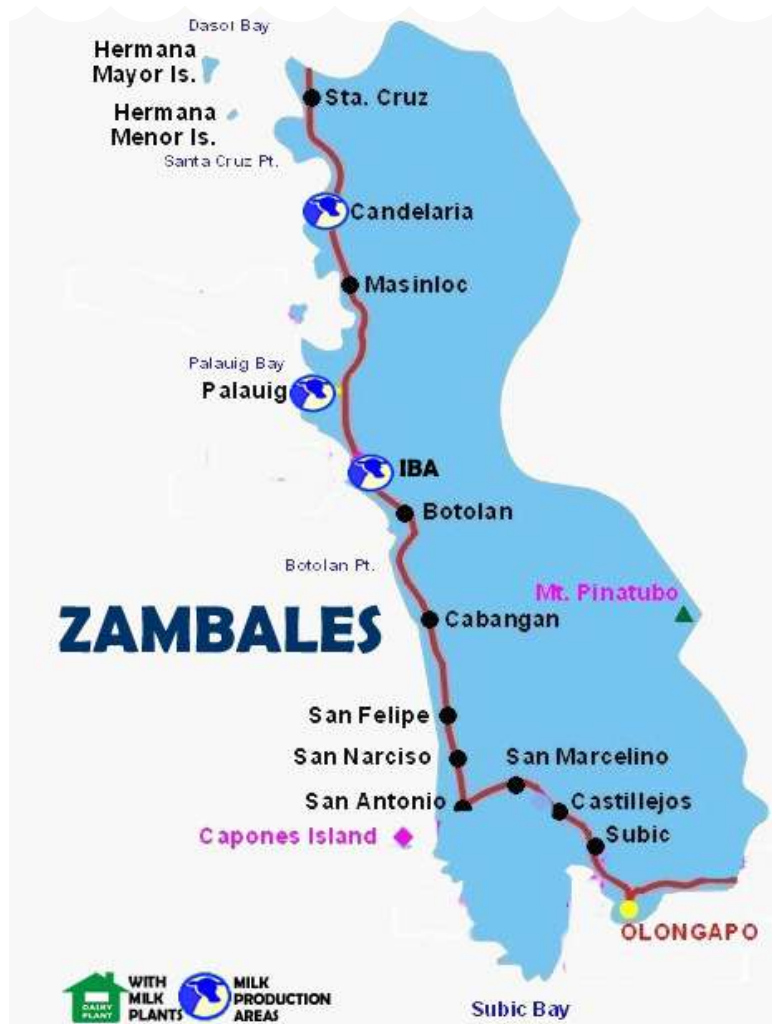 Dasol Bay
Hermana
Mayor Is.
Sta. Cruz
Hermana
Menor Is.
Santa Cruz Pt.
Candelaria
Masinloc
Palauig Bay
Palauig
IBA
Botolan
Botolan Pt.
Mt. Pinatubo
ZAMBALES
Cabangan
San Felipe
San Narciso
San Marcelino
San Antonio
Castillejos
Capones Island
Subic
OLONGAPO
DAIRY
PLANT
WITH
MILK
PLANTS
MILK
PRODUCTION
AREAS
Subic Bay